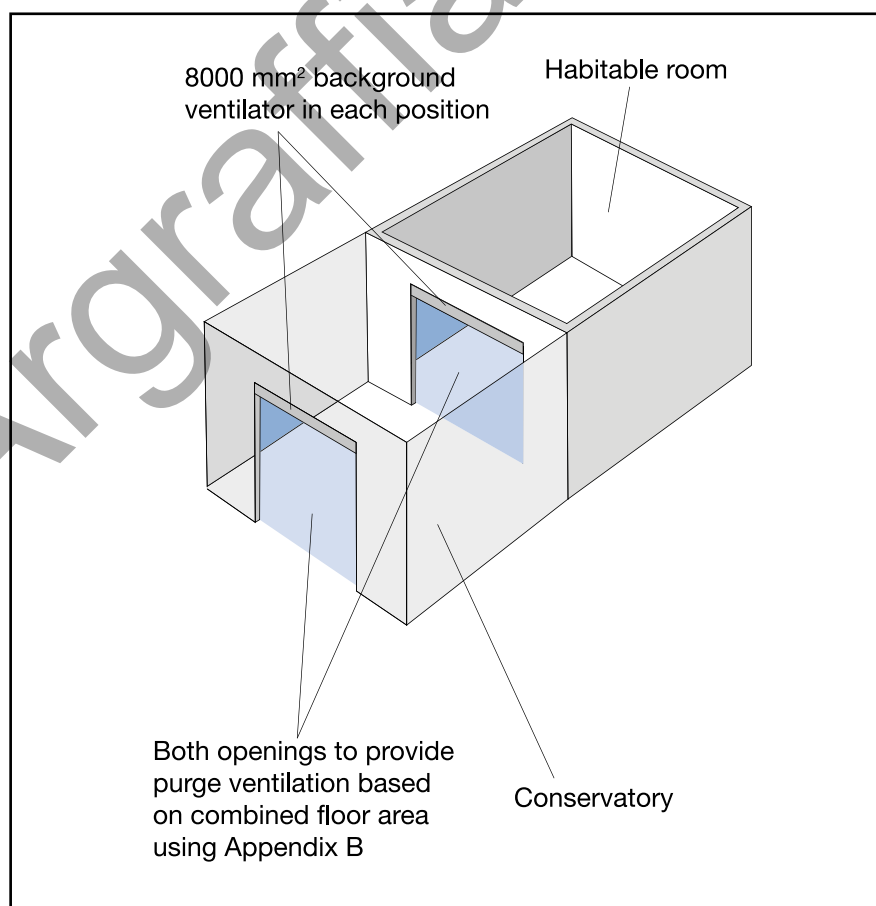 8000 mm² background
ventilator in each position
Habitable room
Both openings to provide
purge ventilation based
on combined floor area
using Appendix B
Conservatory